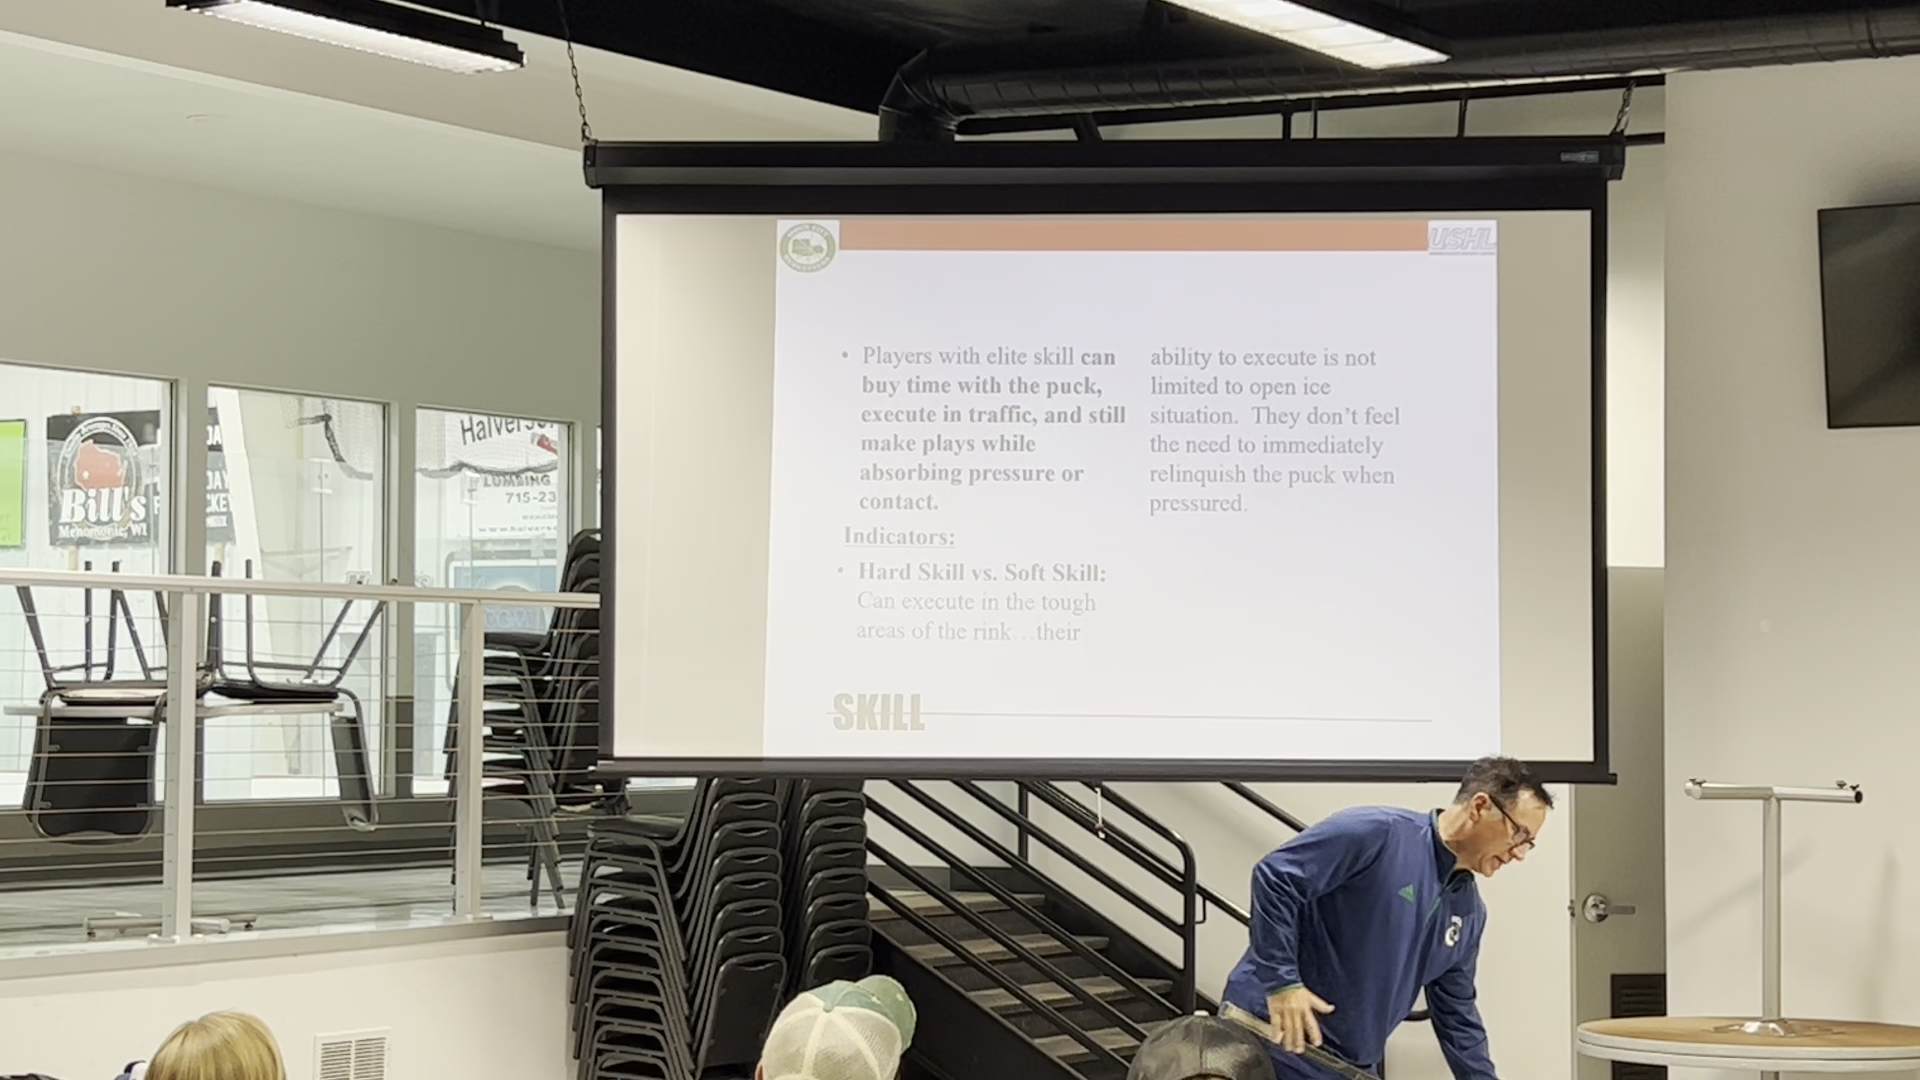 USHL
• Players with elite skill can
buy time with the puck,
execute in traffic, and still
make plays while
absorbing pressure or
contact.
Indicators:
• Hard Skill vs. Soft Skill:
Can execute in the tough
areas of the rink…their
ability to execute is not
limited to open ice
situation. They don't feel
the need to immediately
relinquish the puck when
pressured.
SKILL
Bill's
Menomonie, WI
LUMBING
715-23